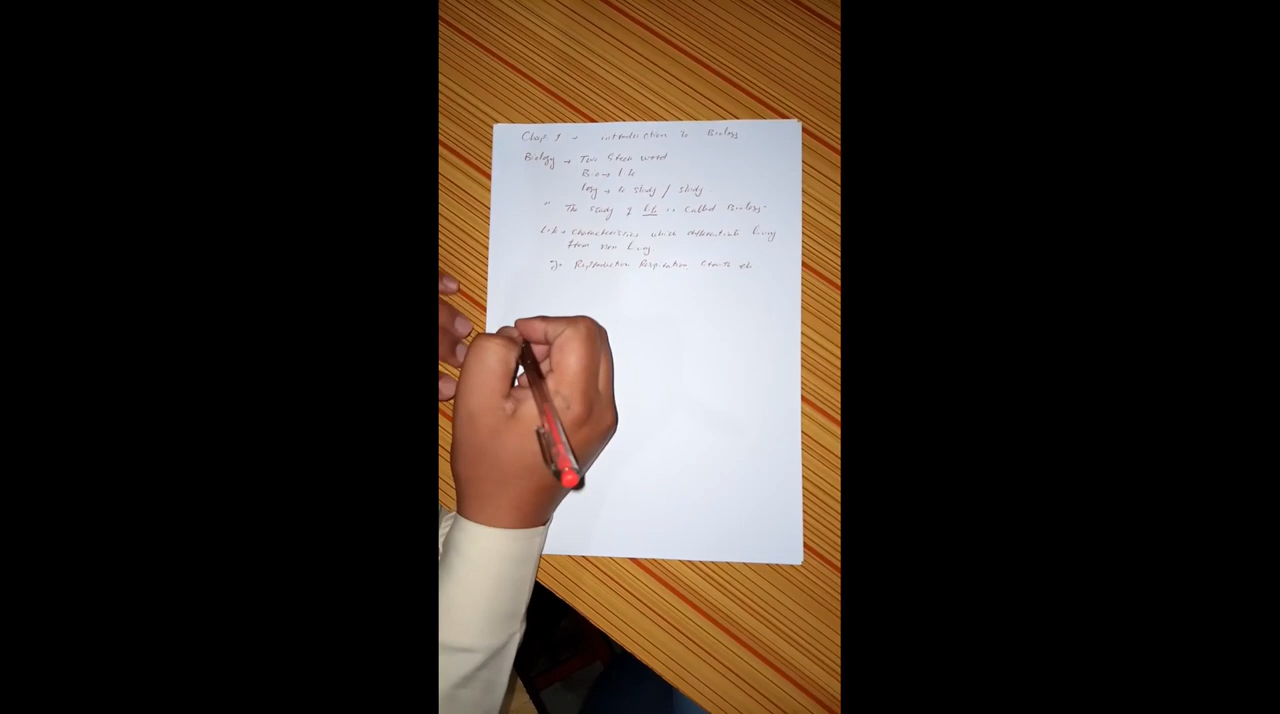 Chap 1 → introduction to Biology
Biology → Two Greek word
Bio → life
logy → to study / study
" The study of life is called Biology"
Life → characteristics which differentiate living
from non living.
Reproduction Respiration, Growth etc